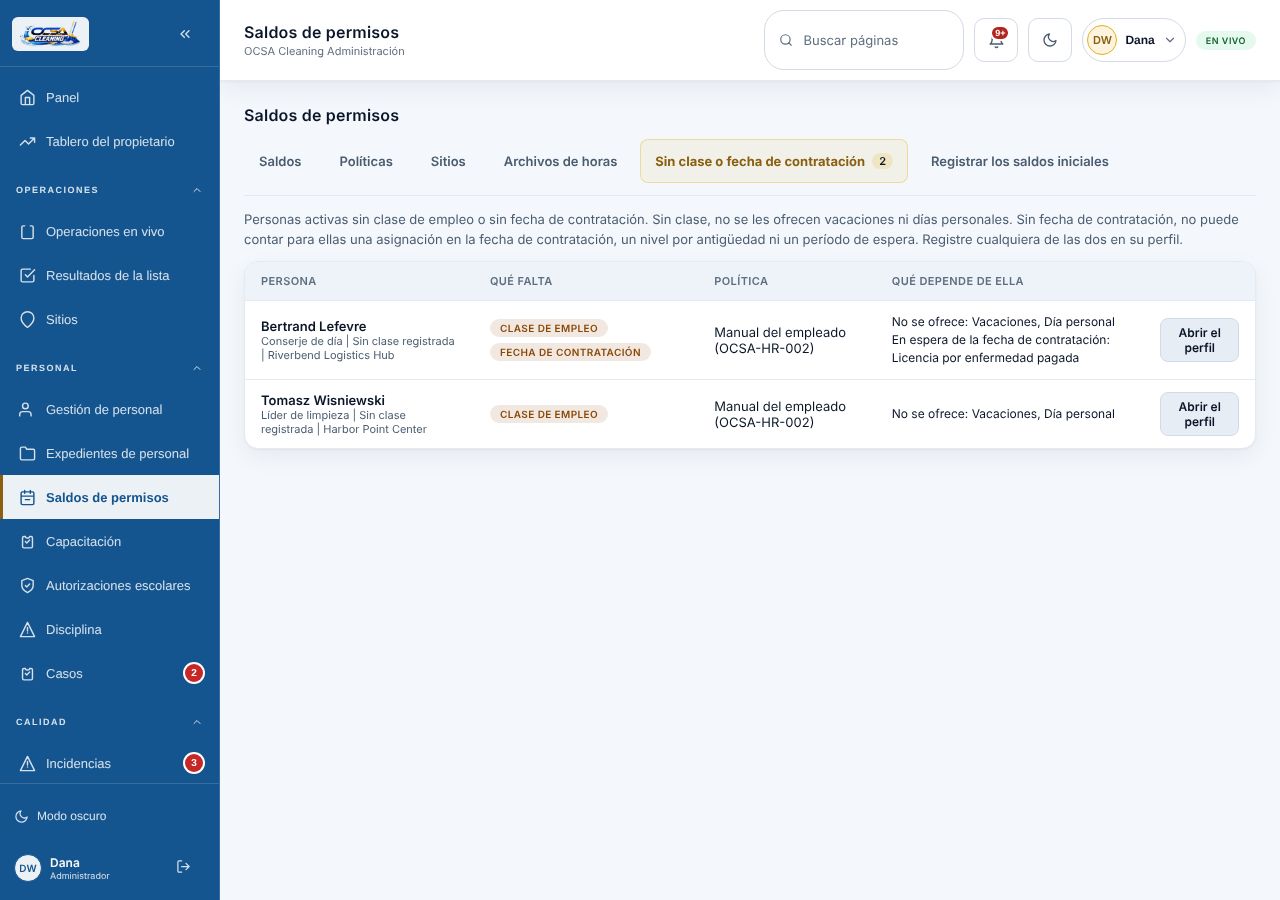 OCSA
CLEANING
Panel
Tablero del propietario
OPERACIONES
Operaciones en vivo
Resultados de la lista
Sitios
PERSONAL
Gestión de personal
Expedientes de personal
Saldos de permisos
Capacitación
Autorizaciones escolares
Disciplina
Casos
2
CALIDAD
Incidencias
3
Modo oscuro
DW
Dana
Administrador
Saldos de permisos
OCSA Cleaning Administración
Buscar páginas
9+
DW
Dana
EN VIVO
Saldos de permisos
Saldos
Políticas
Sitios
Archivos de horas
Sin clase o fecha de contratación 2
Registrar los saldos iniciales
Personas activas sin clase de empleo o sin fecha de contratación. Sin clase, no se les ofrecen vacaciones ni días personales. Sin fecha de contratación, no puede
contar para ellas una asignación en la fecha de contratación, un nivel por antigüedad ni un período de espera. Registre cualquiera de las dos en su perfil.
PERSONA
QUÉ FALTA
POLÍTICA
QUÉ DEPENDE DE ELLA
Bertrand Lefevre
Conserje de día | Sin clase registrada
| Riverbend Logistics Hub
CLASE DE EMPLEO
FECHA DE CONTRATACIÓN
Manual del empleado
(OCSA-HR-002)
No se ofrece: Vacaciones, Día personal
En espera de la fecha de contratación:
Licencia por enfermedad pagada
Abrir el
perfil
Tomasz Wisniewski
Líder de limpieza | Sin clase
registrada | Harbor Point Center
CLASE DE EMPLEO
Manual del empleado
(OCSA-HR-002)
No se ofrece: Vacaciones, Día personal
Abrir el
perfil